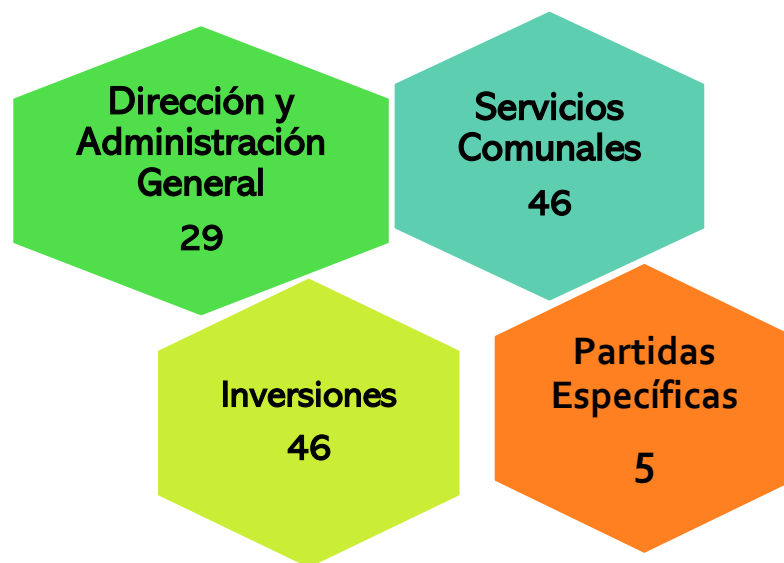 Dirección y
Administración
General
29
Servicios
Comunales
46
Inversiones
46
Partidas
Específicas
5